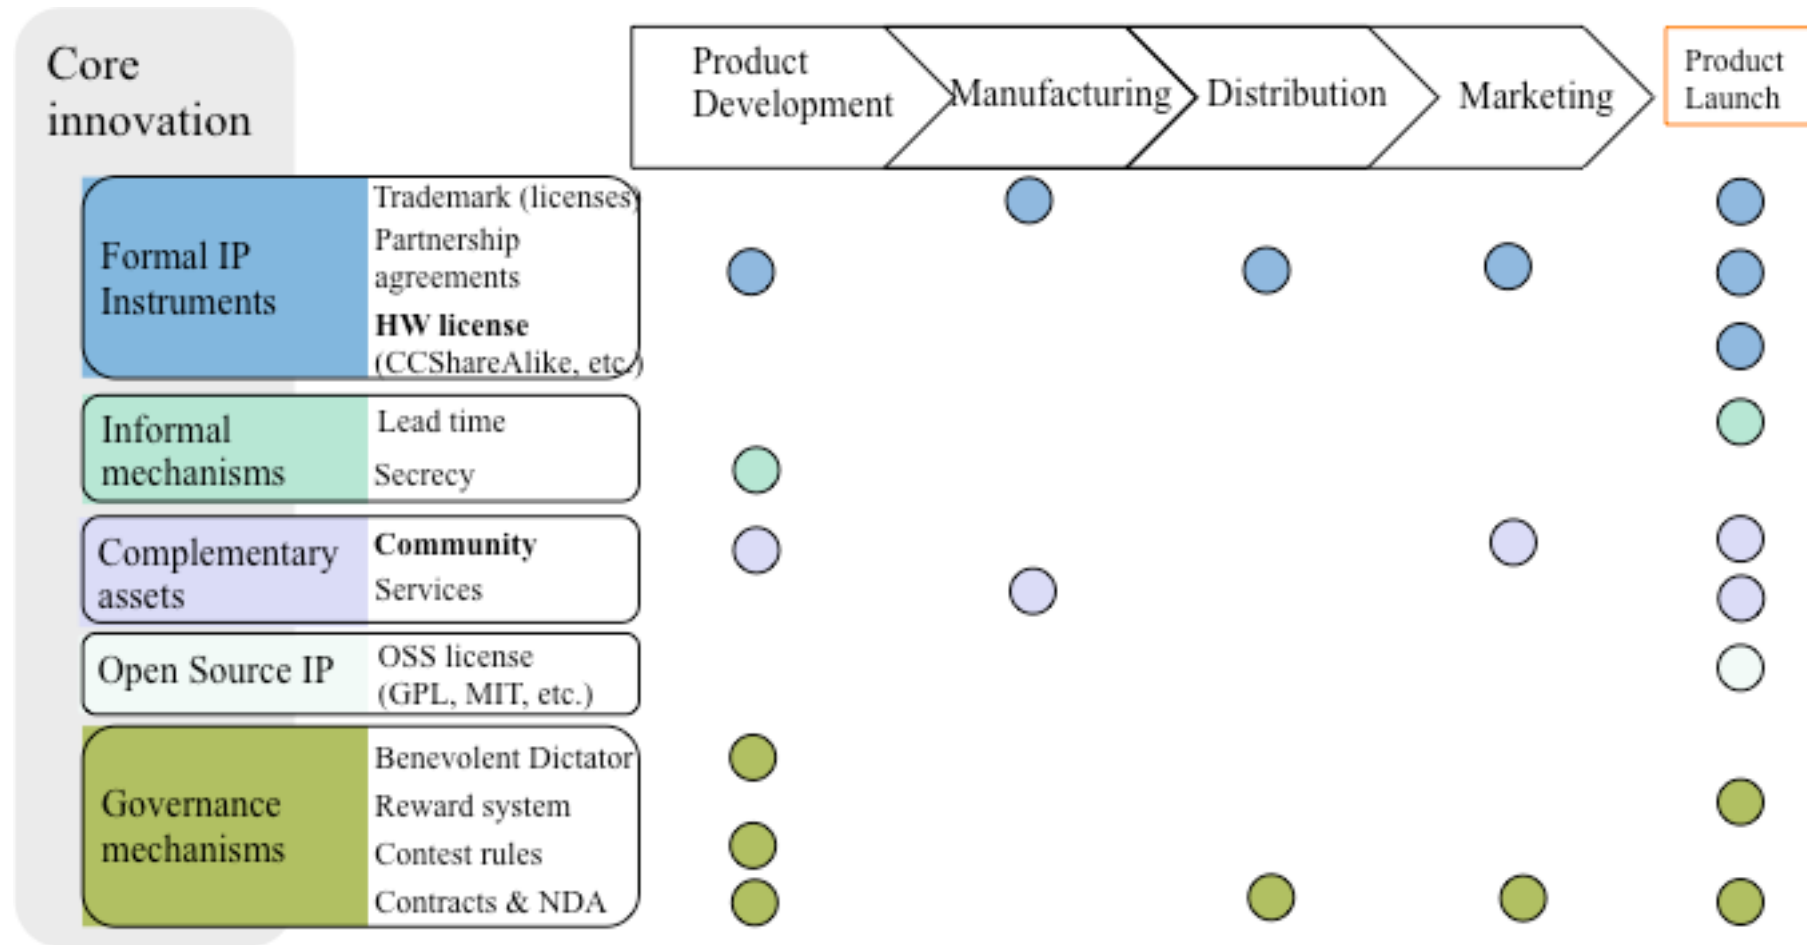 Core
innovation
Product
Development
Manufacturing
Distribution
Marketing
Product
Launch
Formal IP
Instruments
Trademark (licenses)
Partnership
agreements
HW license
(CCShareAlike, etc.)
Informal
mechanisms
Lead time
Secrecy
Complementary
assets
Community
Services
Open Source IP
OSS license
(GPL, MIT, etc.)
Governance
mechanisms
Benevolent Dictator
Reward system
Contest rules
Contracts & NDA